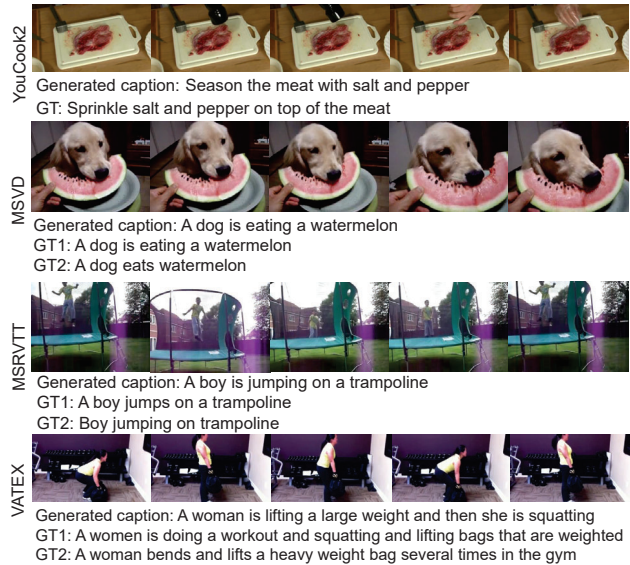 YouCook2
Generated caption: Season the meat with salt and pepper
GT: Sprinkle salt and pepper on top of the meat
MSVD
Generated caption: A dog is eating a watermelon
GT1: A dog is eating a watermelon
GT2: A dog eats watermelon
MSRVTT
Generated caption: A boy is jumping on a trampoline
GT1: A boy jumps on a trampoline
GT2: Boy jumping on trampoline
VATEX
Generated caption: A woman is lifting a large weight and then she is squatting
GT1: A women is doing a workout and squatting and lifting bags that are weighted
GT2: A woman bends and lifts a heavy weight bag several times in the gym